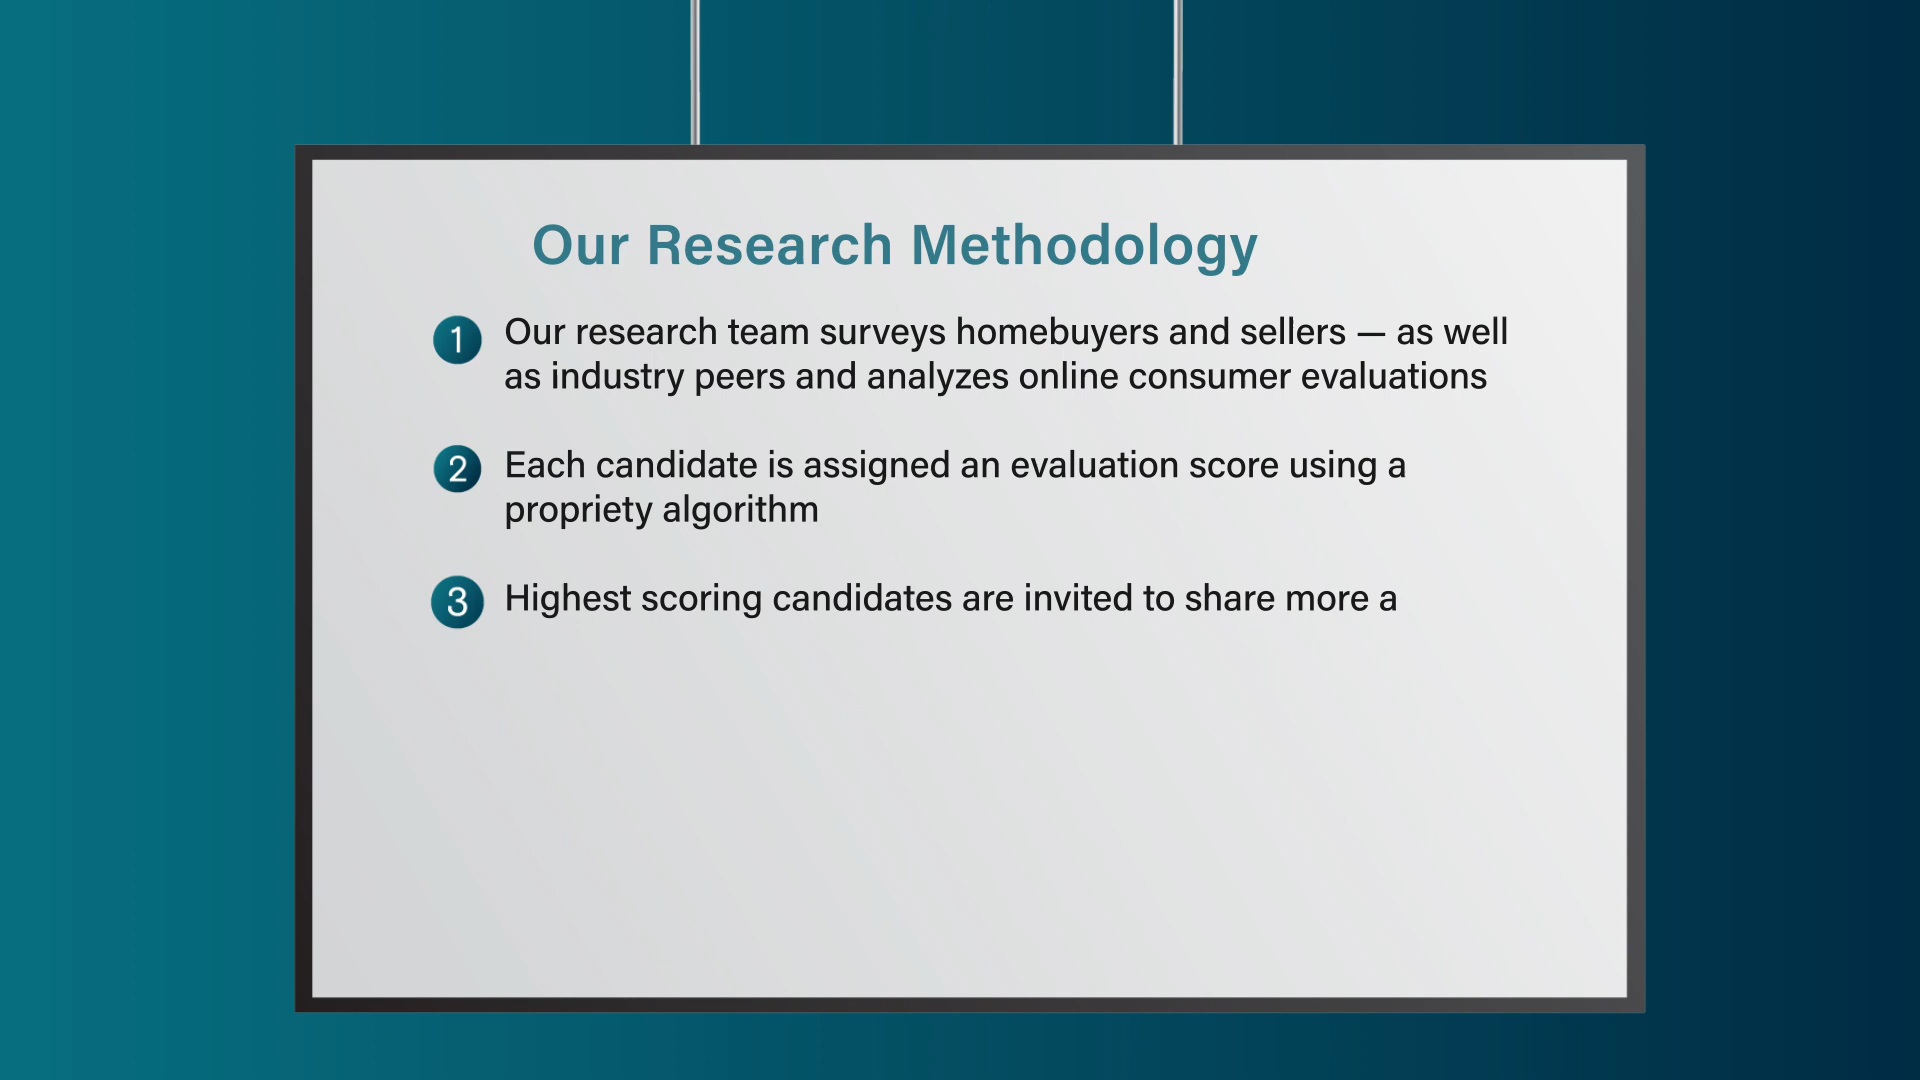 Our Research Methodology
1 Our research team surveys homebuyers and sellers — as well
as industry peers and analyzes online consumer evaluations
2 Each candidate is assigned an evaluation score using a
propriety algorithm
3 Highest scoring candidates are invited to share more a